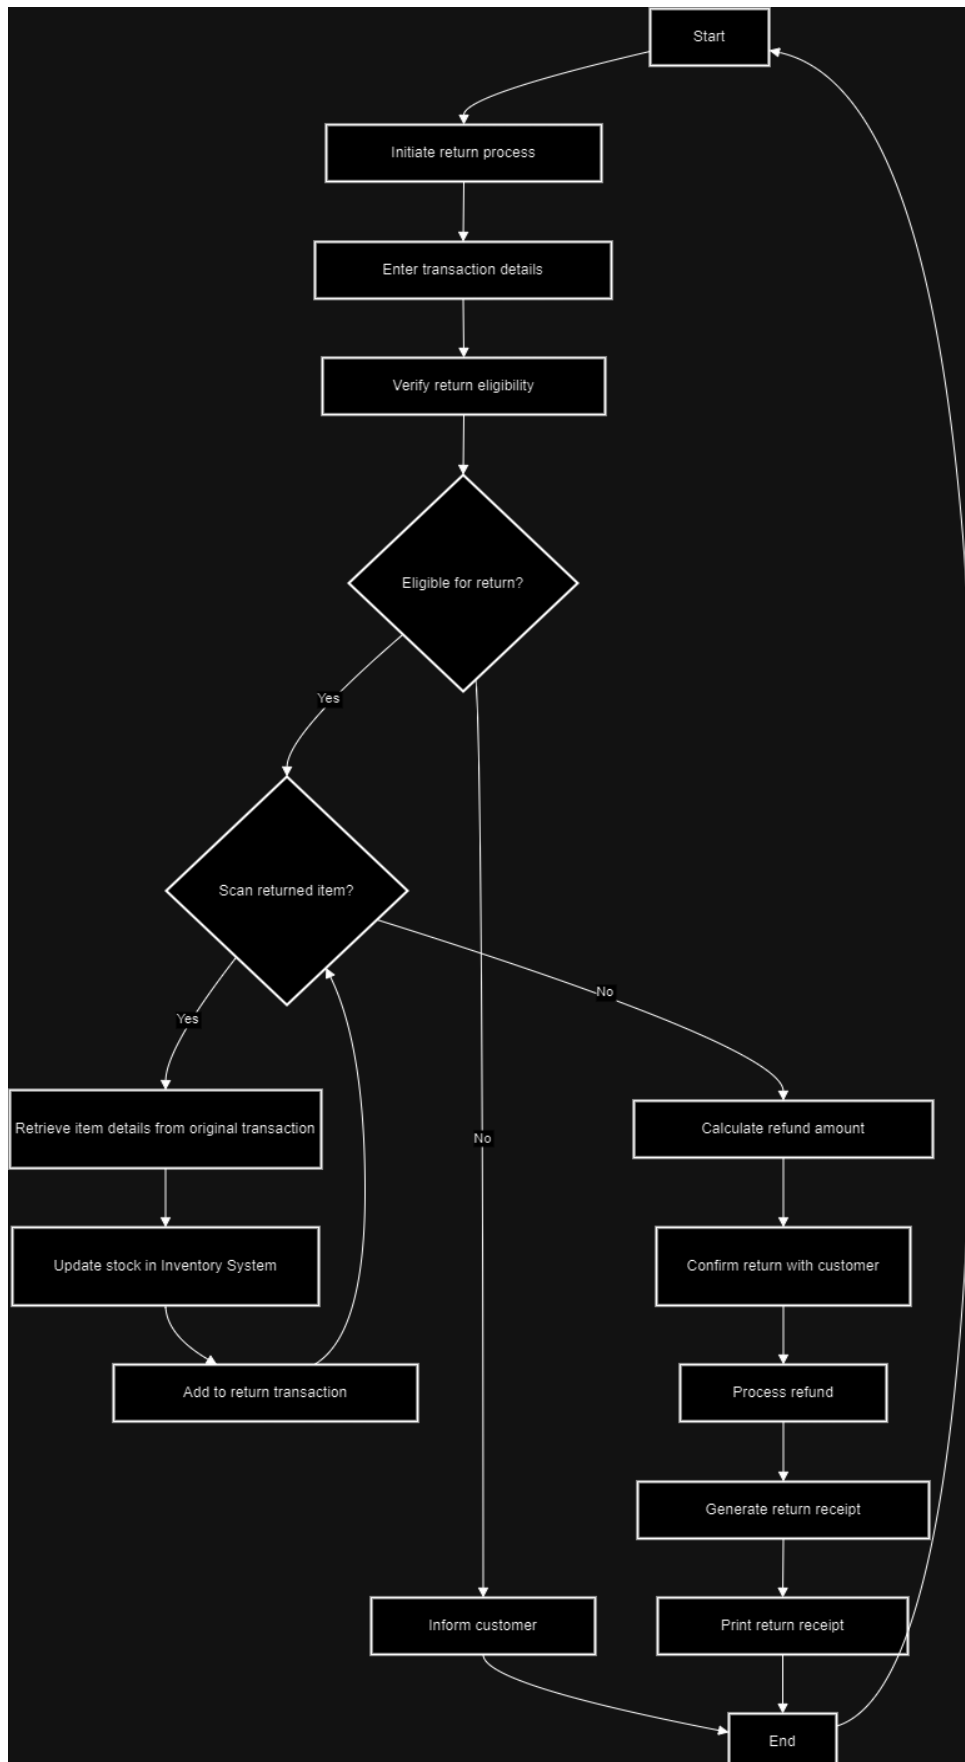 Start
Initiate return process
Enter transaction details
Verify return eligibility
Eligible for return?
Yes
Scan returned item?
No
Yes
Retrieve item details from original transaction
Calculate refund amount
No
Update stock in Inventory System
Confirm return with customer
Add to return transaction
Process refund
Generate return receipt
Inform customer
Print return receipt
End